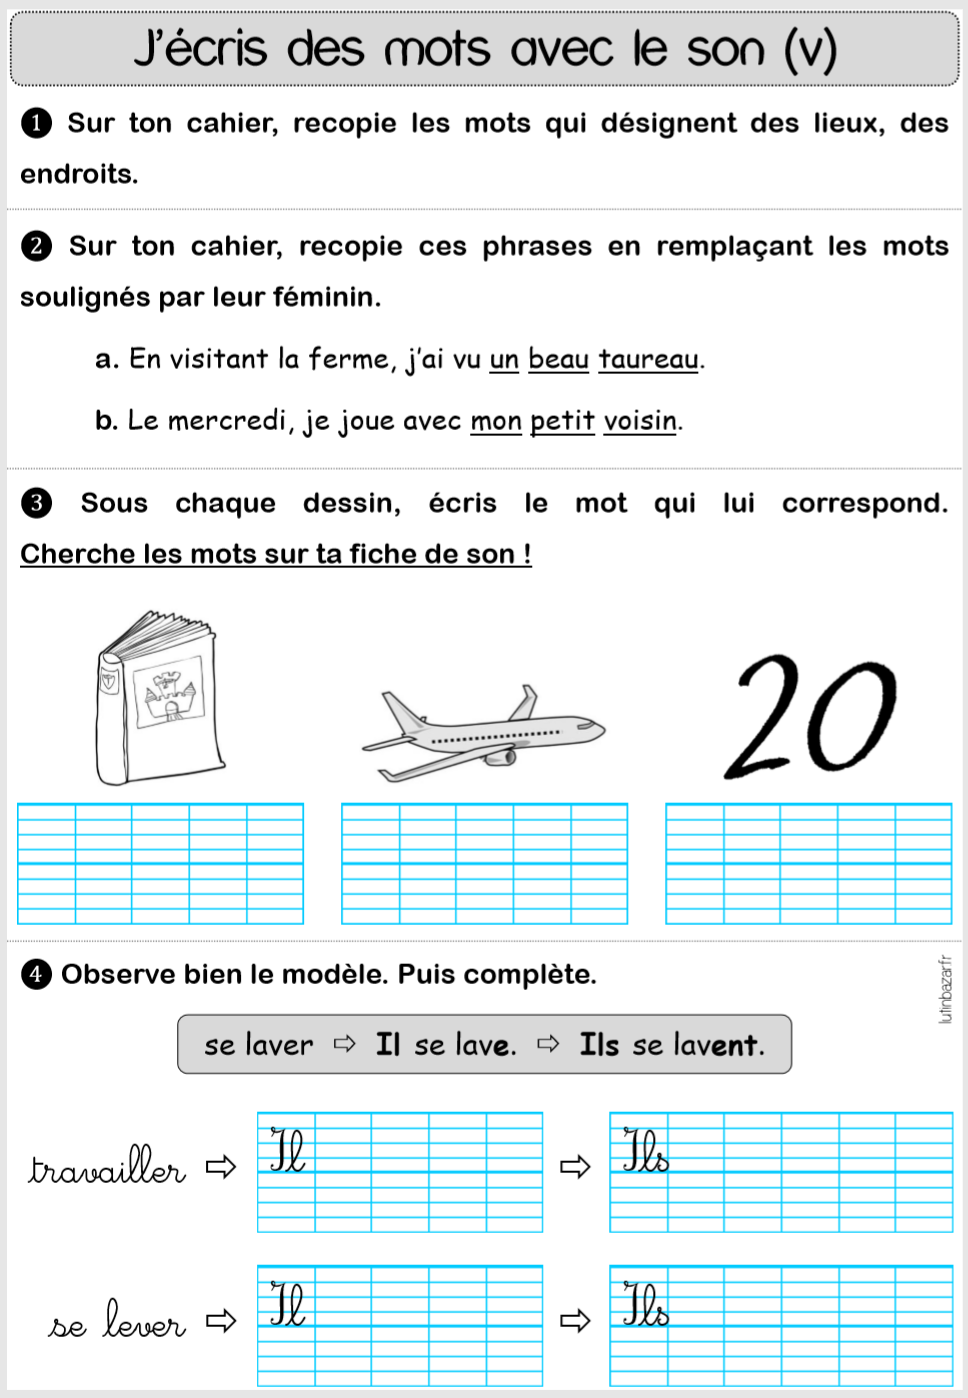 J'écris des mots avec le son (v)
❶ Sur ton cahier, recopie les mots qui désignent des lieux, des
endroits.
❷ Sur ton cahier, recopie ces phrases en remplaçant les mots
soulignés par leur féminin.
a. En visitant la ferme, j'ai vu un beau taureau.
b. Le mercredi, je joue avec mon petit voisin.
❸ Sous chaque dessin, écris le mot qui lui correspond.
Cherche les mots sur ta fiche de son !
20
❹ Observe bien le modèle. Puis complète.
lutinbazar.fr
se laver ⇨ Il se lave. ⇨ Ils se lavent.
travailler ⇨ Il ⇨ Ils
se lever ⇨ Il ⇨ Ils